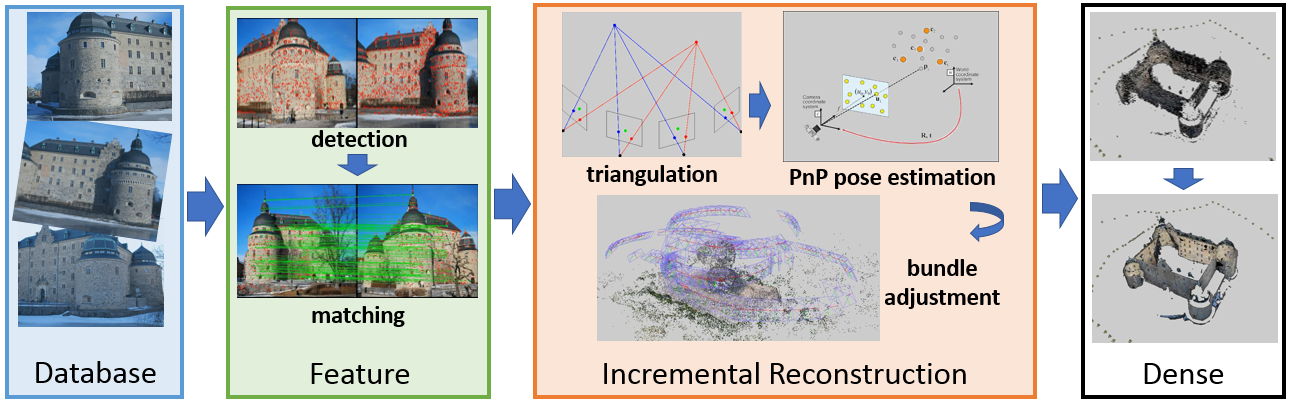 Database
detection
matching
Feature
triangulation
PnP pose estimation
Camera
coordinate
system
World
coordinate
system
R, t
bundle
adjustment
Incremental Reconstruction
Dense